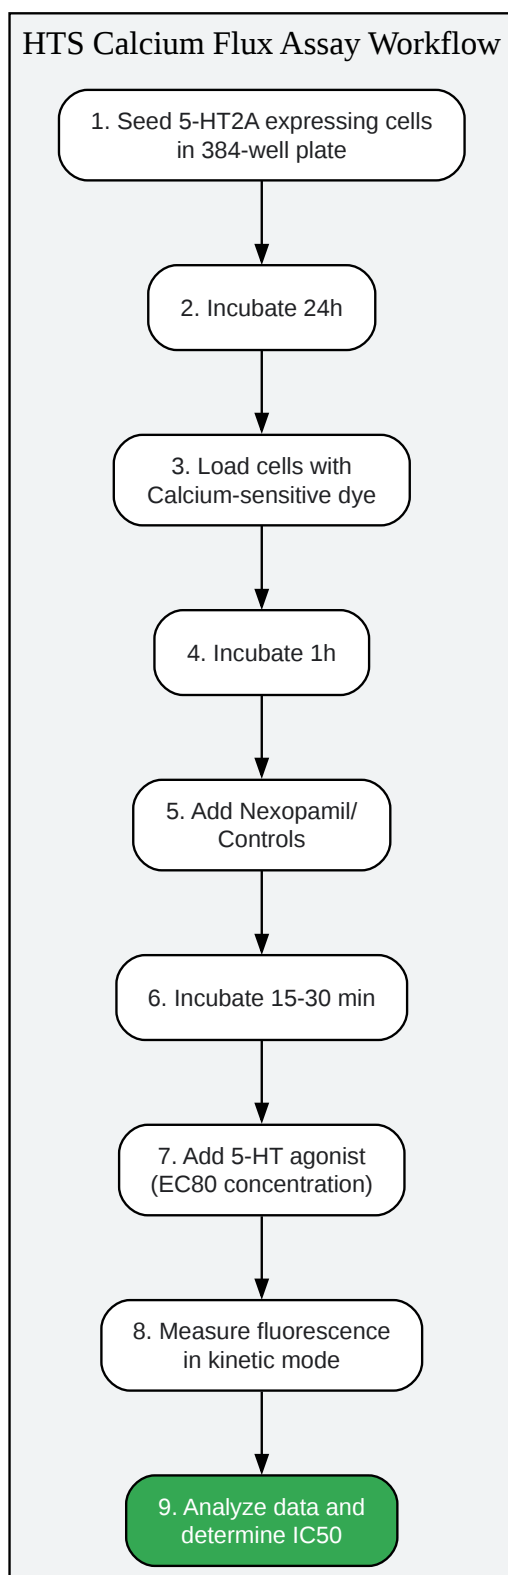 HTS Calcium Flux Assay Workflow
1. Seed 5-HT2A expressing cells
in 384-well plate
2. Incubate 24h
3. Load cells with
Calcium-sensitive dye
4. Incubate 1h
5. Add Nexopamil/
Controls
6. Incubate 15-30 min
7. Add 5-HT agonist
(EC80 concentration)
8. Measure fluorescence
in kinetic mode
9. Analyze data and
determine IC50